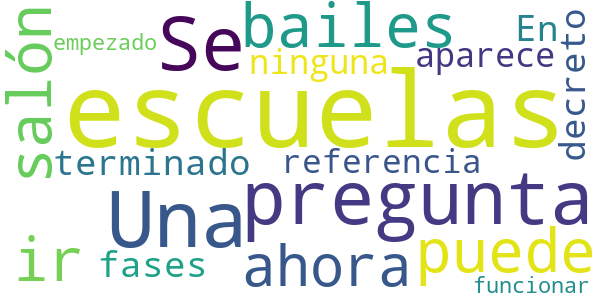 salón
empezado
Se
bailes
En
decreto
ninguna
aparece
escuelas
terminado
referencia
Una
pregunta
ir
fases
ahora
puede
funcionar